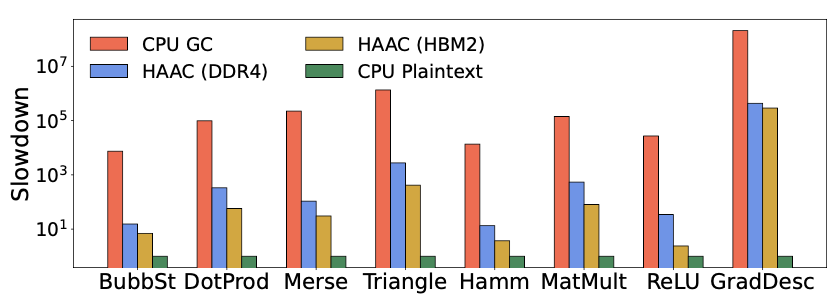 CPU GC
HAAC (HBM2)
HAAC (DDR4)
CPU Plaintext
Slowdown
10^7
10^5
10^3
10^1
BubbSt DotProd Merse Triangle Hamm MatMult ReLU GradDesc